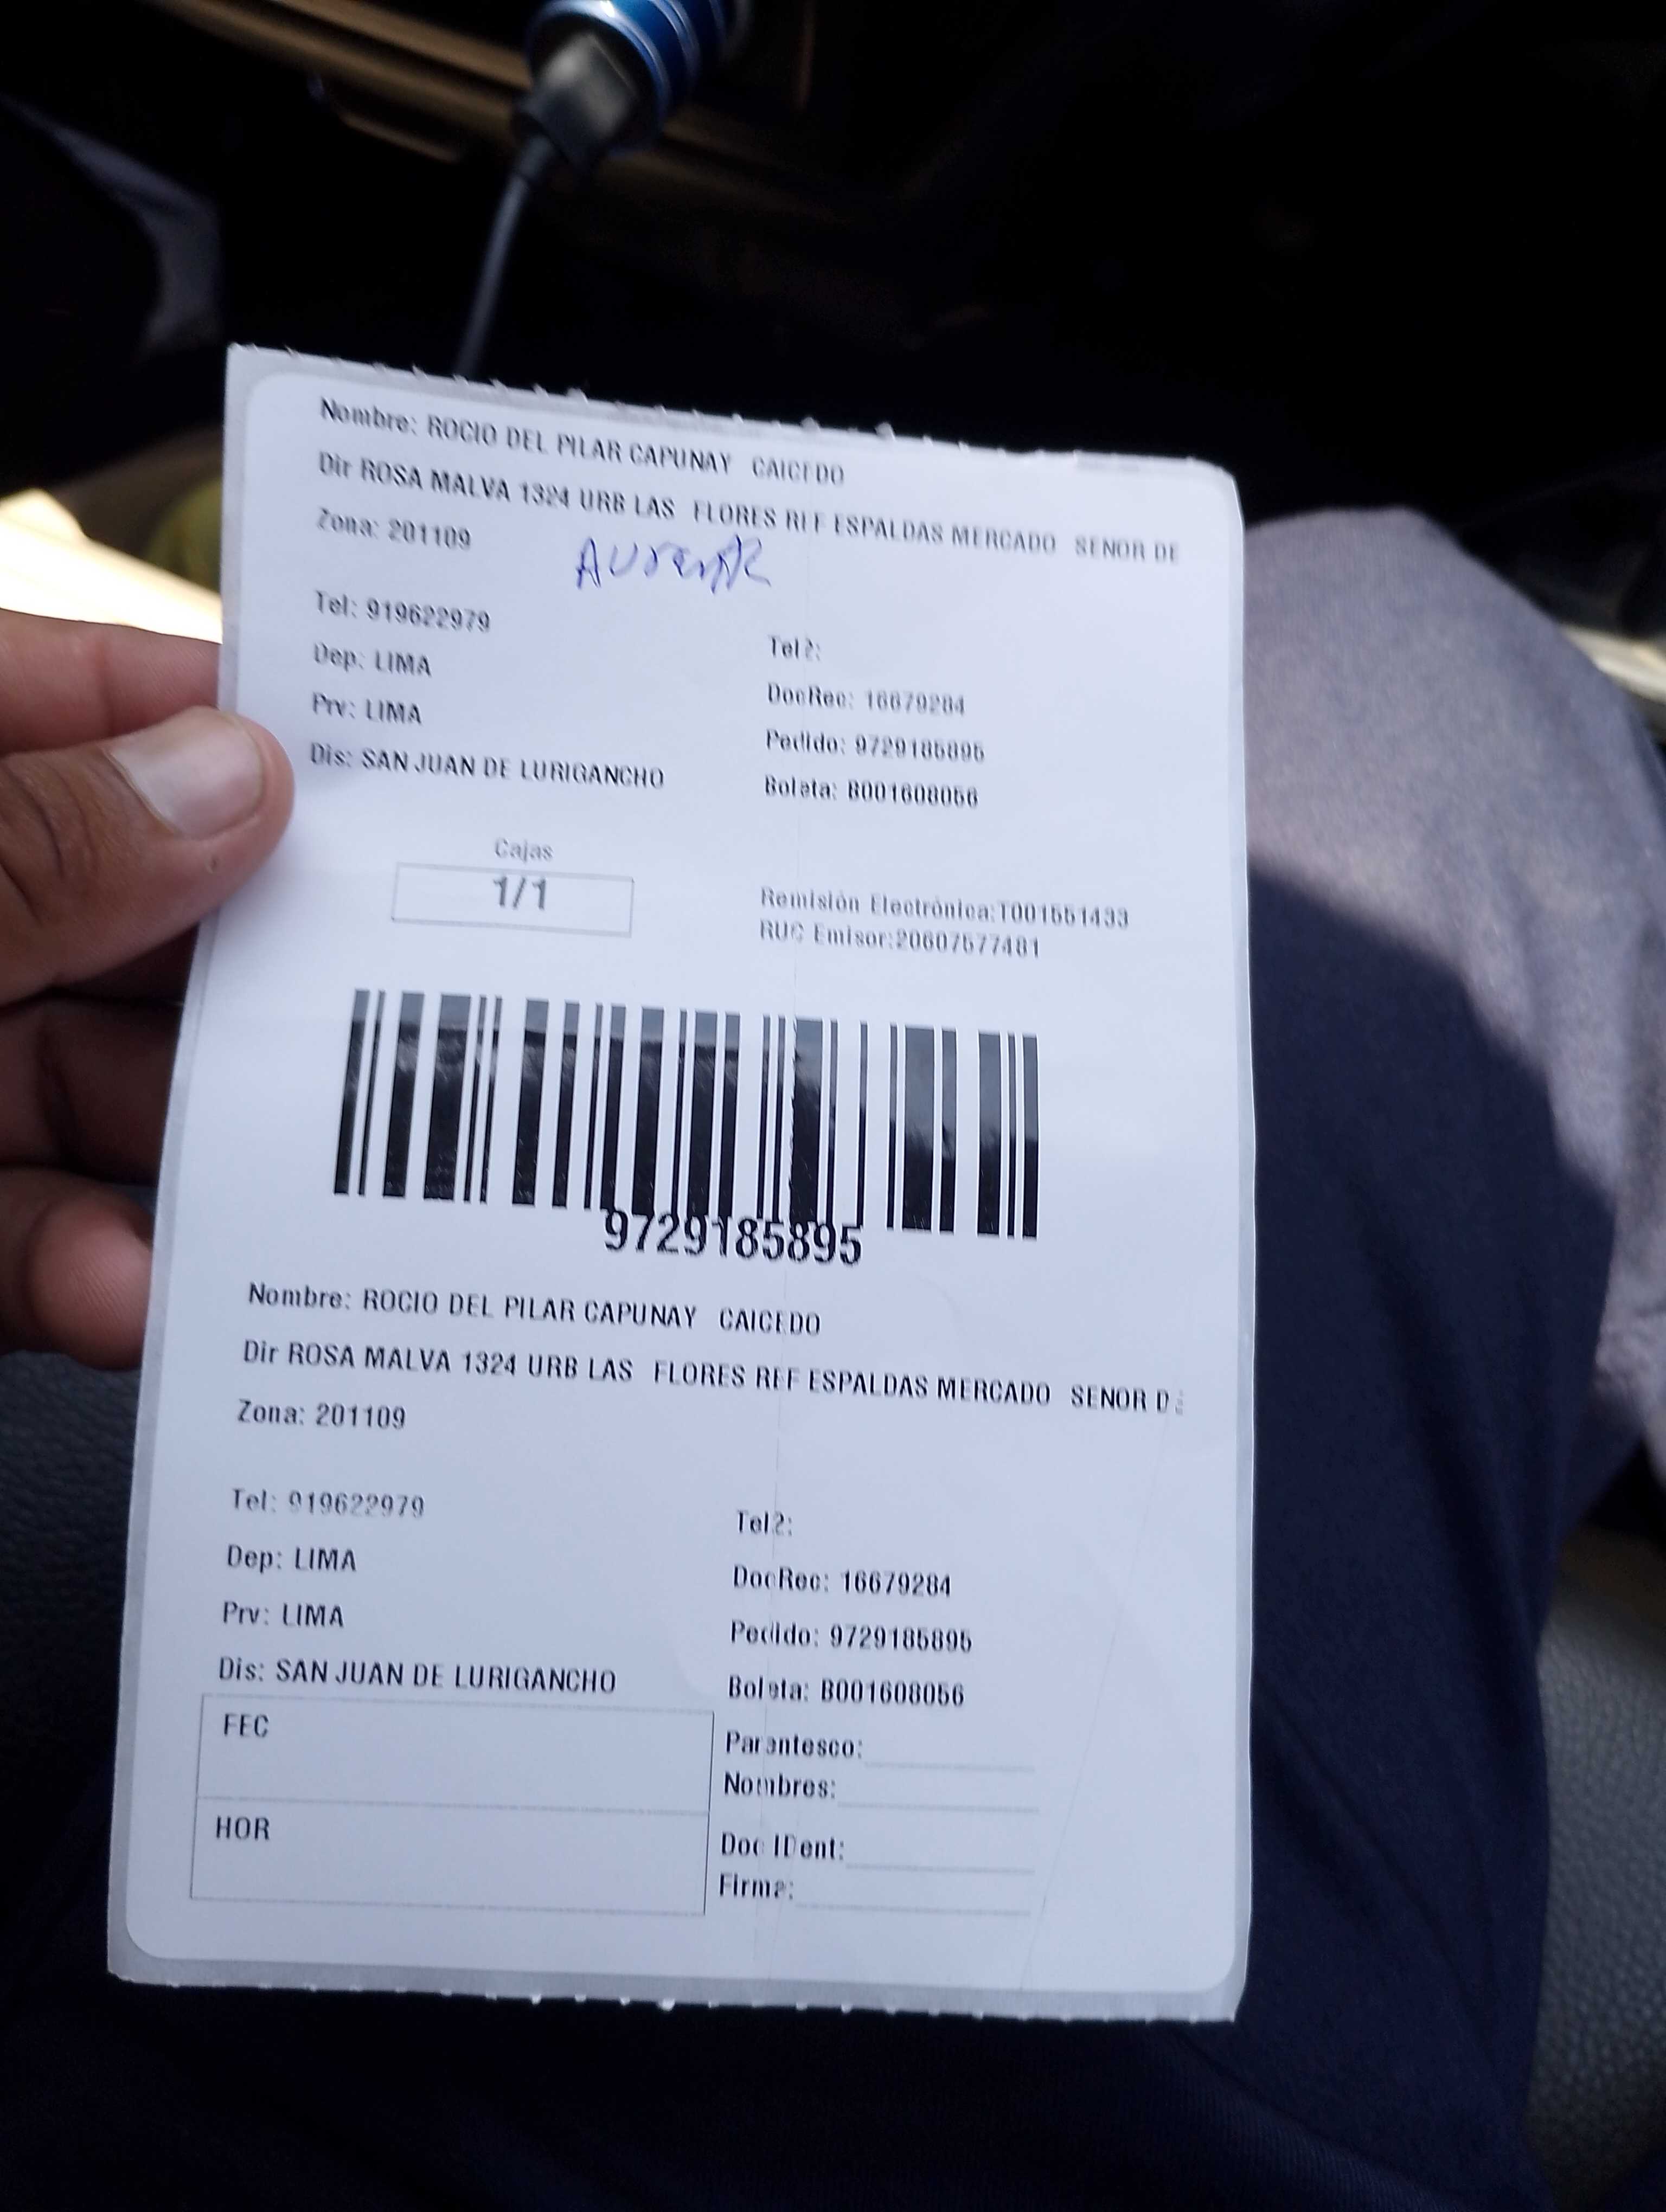 Nombre: ROCIO DEL PILAR CAPUNAY CAICEDO
Dir ROSA MALVA 1324 URB LAS FLORES REF ESPALDAS MERCADO SENOR DE
Zona: 201109
Ausente
Tel: 919622979
Tel2:
Dep: LIMA
DocRec: 16679284
Prv: LIMA
Pedido: 9729185895
Dis: SAN JUAN DE LURIGANCHO
Boleta: B001608056
Cajas
1/1
Remisión Electrónica:T001551433
RUC Emisor:20607577481
9729185895
Nombre: ROCIO DEL PILAR CAPUNAY CAICEDO
Dir ROSA MALVA 1324 URB LAS FLORES REF ESPALDAS MERCADO SENOR DE
Zona: 201109
Tel: 919622979
Tel2:
Dep: LIMA
DocRec: 16679284
Prv: LIMA
Pedido: 9729185895
Dis: SAN JUAN DE LURIGANCHO
Boleta: B001608056
FEC
Parentesco:
Nombres:
HOR
Doc IDent:
Firma: